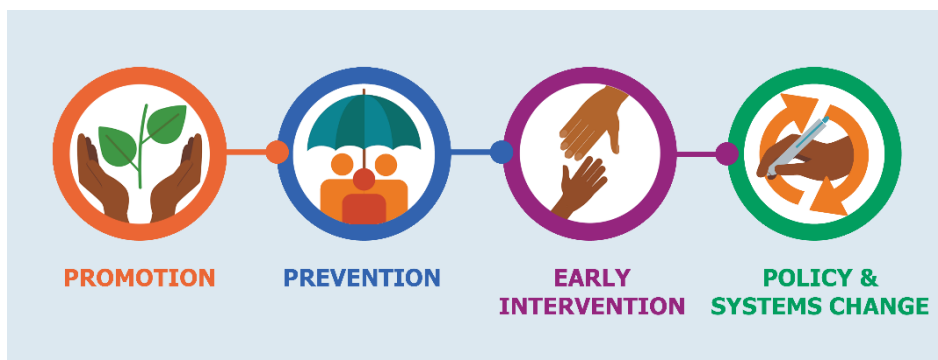 PROMOTION
PREVENTION
EARLY
INTERVENTION
POLICY &
SYSTEMS CHANGE